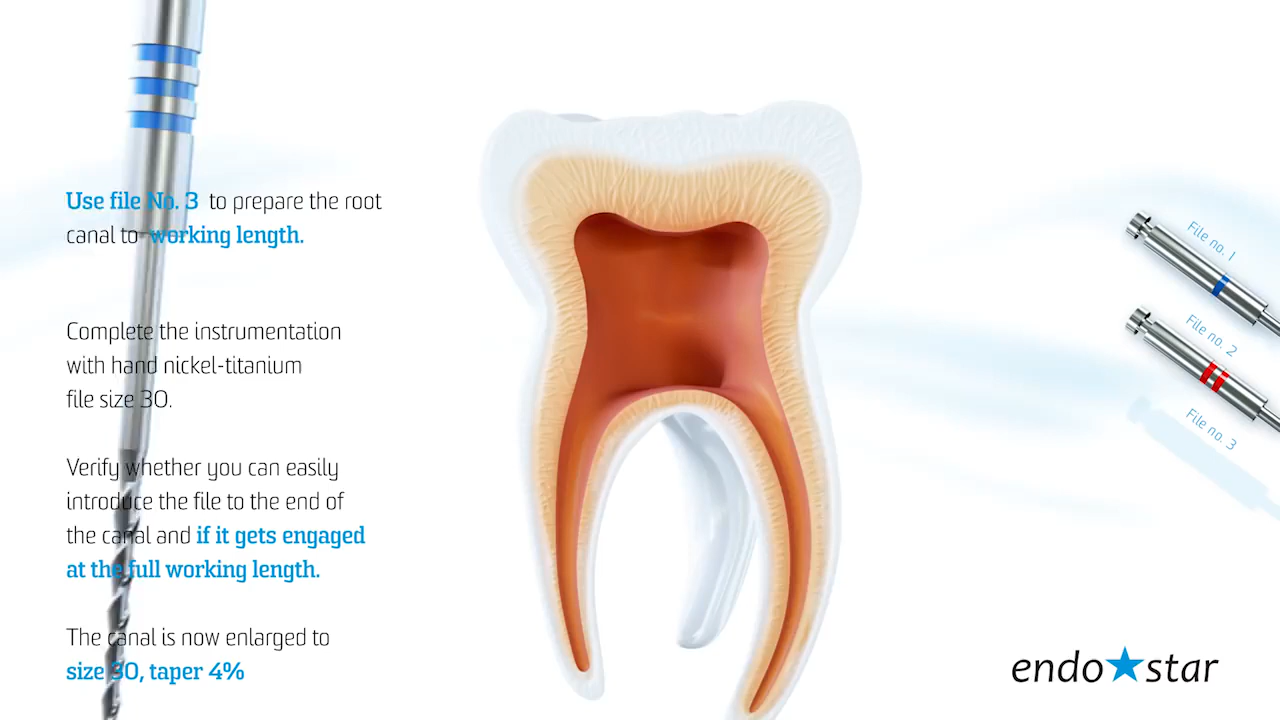 Use file No. 3 to prepare the root
canal to working length.
Complete the instrumentation
with hand nickel-titanium
file size 30.
Verify whether you can easily
introduce the file to the end of
the canal and if it gets engaged
at the full working length.
The canal is now enlarged to
size 30, taper 4%
File no. 1
File no. 2
File no. 3
endo star